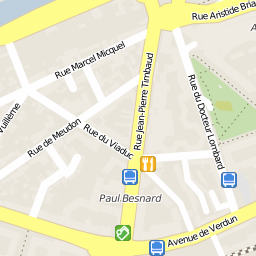 Rue Aristide Bria
A
Rue Marcel Micquel
Rue Jean-Pierre Timbaud
Rue du Docteur Lombard
Vuillème
Rue de Meudon
Rue du Viaduc
Paul Besnard
Avenue de Verdun